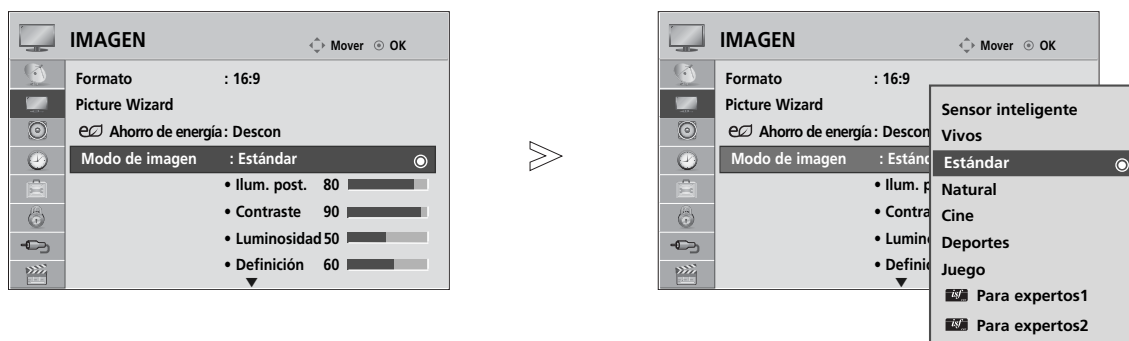 IMAGEN
Mover OK
Formato : 16:9
Picture Wizard
Ahorro de energía : Descon
Modo de imagen : Estándar
• Ilum. post. 80
• Contraste 90
• Luminosidad 50
• Definición 60
IMAGEN
Mover OK
Formato : 16:9
Picture Wizard
Ahorro de energía : Descon
Modo de imagen : Estánd
• Ilum. p
• Contra
• Lumin
• Defini
Sensor inteligente
Vivos
Estándar
Natural
Cine
Deportes
Juego
isf Para expertos1
isf Para expertos2